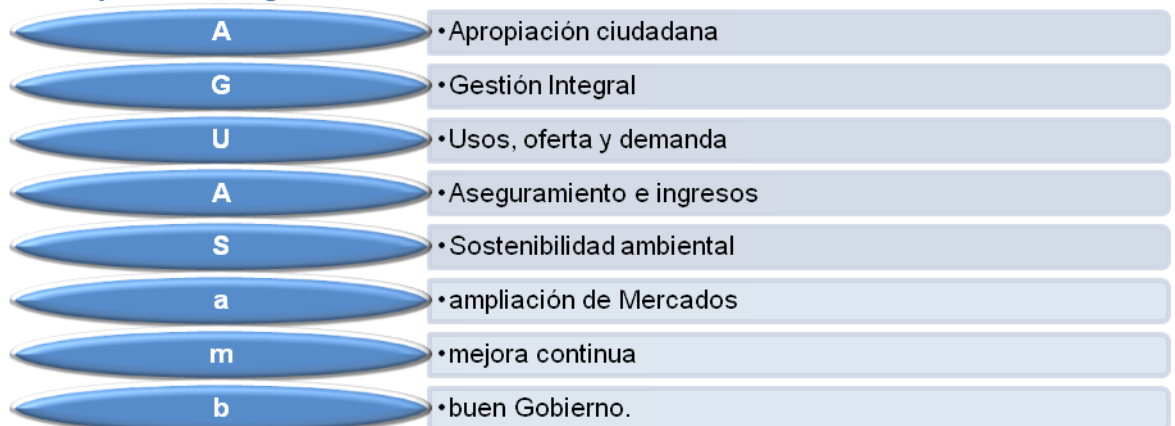 A
•Apropiación ciudadana
G
•Gestión Integral
U
•Usos, oferta y demanda
A
•Aseguramiento e ingresos
S
•Sostenibilidad ambiental
a
•ampliación de Mercados
m
•mejora continua
b
•buen Gobierno.